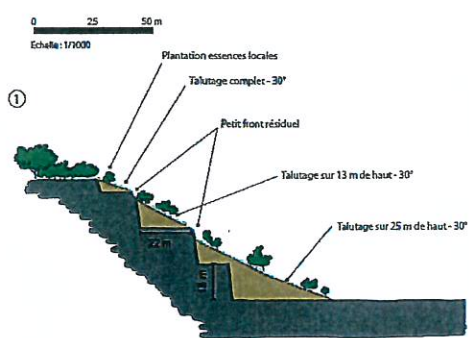 0 25 50 m
Echelle : 1/1000
Plantation essences locales
Talutage complet - 30°
①
Petit front résiduel
Talutage sur 13 m de haut - 30°
22 m
Talutage sur 25 m de haut - 30°